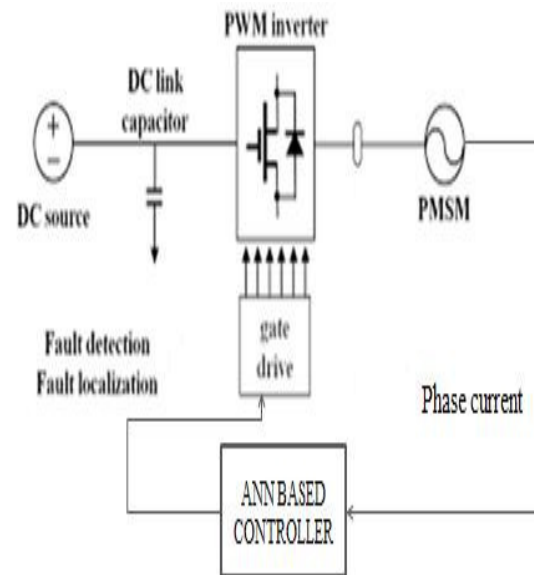 PWM inverter
DC link
capacitor
DC source
PMSM
gate
drive
Fault detection
Fault localization
Phase current
ANN BASED
CONTROLLER